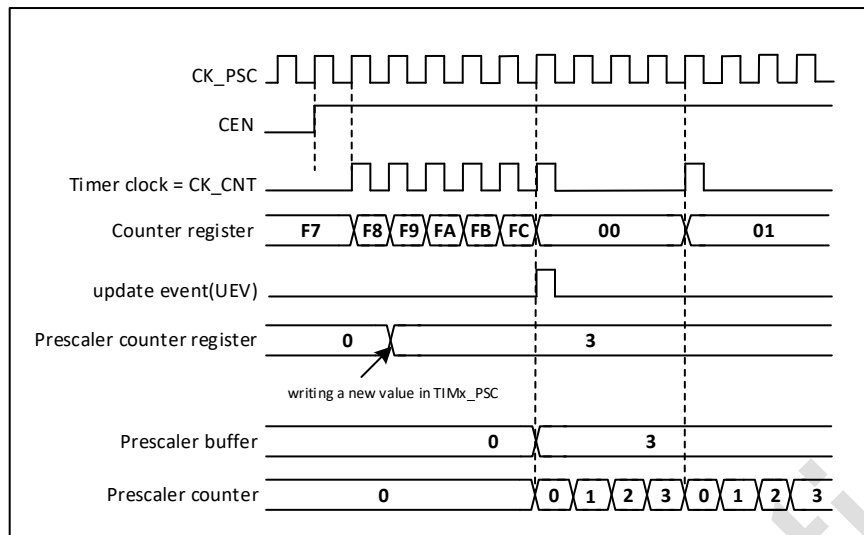 CK_PSC
CEN
Timer clock = CK_CNT
Counter register F7 F8 F9 FA FB FC 00 01
update event(UEV)
Prescaler counter register 0 3
writing a new value in TIMx_PSC
Prescaler buffer 0 3
Prescaler counter 0 0 1 2 3 0 1 2 3